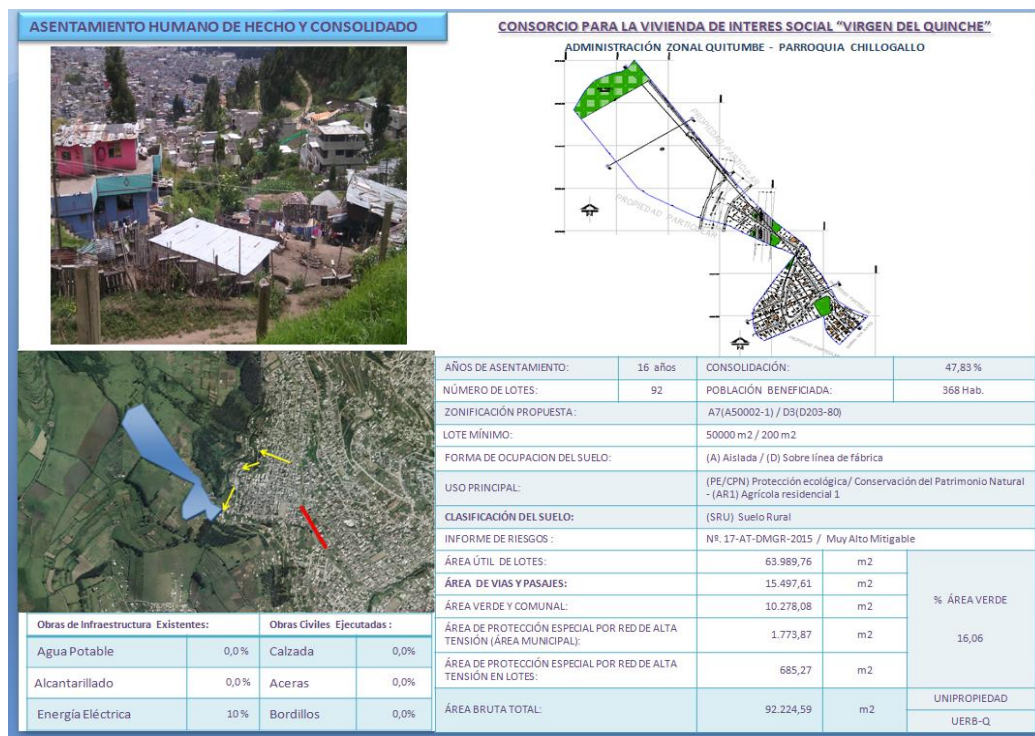 ASENTAMIENTO HUMANO DE HECHO Y CONSOLIDADO
CONSORCIO PARA LA VIVIENDA DE INTERES SOCIAL “VIRGEN DEL QUINCHE”
ADMINISTRACIÓN ZONAL QUITUMBE - PARROQUIA CHILLOGALLO
PROPIEDAD PARTICULAR
PROPIEDAD PARTICULAR
AÑOS DE ASENTAMIENTO: 16 años CONSOLIDACIÓN: 47,83 %
NÚMERO DE LOTES: 92 POBLACIÓN BENEFICIADA: 368 Hab.
ZONIFICACIÓN PROPUESTA: A7(A50002-1) / D3(D203-80)
LOTE MÍNIMO: 50000 m2 / 200 m2
FORMA DE OCUPACION DEL SUELO: (A) Aislada / (D) Sobre línea de fábrica
USO PRINCIPAL: (PE/CPN) Protección ecológica/ Conservación del Patrimonio Natural
- (AR1) Agrícola residencial 1
CLASIFICACIÓN DEL SUELO: (SRU) Suelo Rural
INFORME DE RIESGOS : Nº. 17-AT-DMGR-2015 / Muy Alto Mitigable
ÁREA ÚTIL DE LOTES: 63.989,76 m2
ÁREA DE VIAS Y PASAJES: 15.497,61 m2
ÁREA VERDE Y COMUNAL: 10.278,08 m2
ÁREA DE PROTECCIÓN ESPECIAL POR RED DE ALTA
TENSIÓN (ÁREA MUNICIPAL): 1.773,87 m2
ÁREA DE PROTECCIÓN ESPECIAL POR RED DE ALTA
TENSIÓN EN LOTES: 685,27 m2
% ÁREA VERDE
16,06
ÁREA BRUTA TOTAL: 92.224,59 m2
UNIPROPIEDAD
UERB-Q
Obras de Infraestructura Existentes: Obras Civiles Ejecutadas :
Agua Potable 0,0% Calzada 0,0%
Alcantarillado 0,0% Aceras 0,0%
Energía Eléctrica 10% Bordillos 0,0%